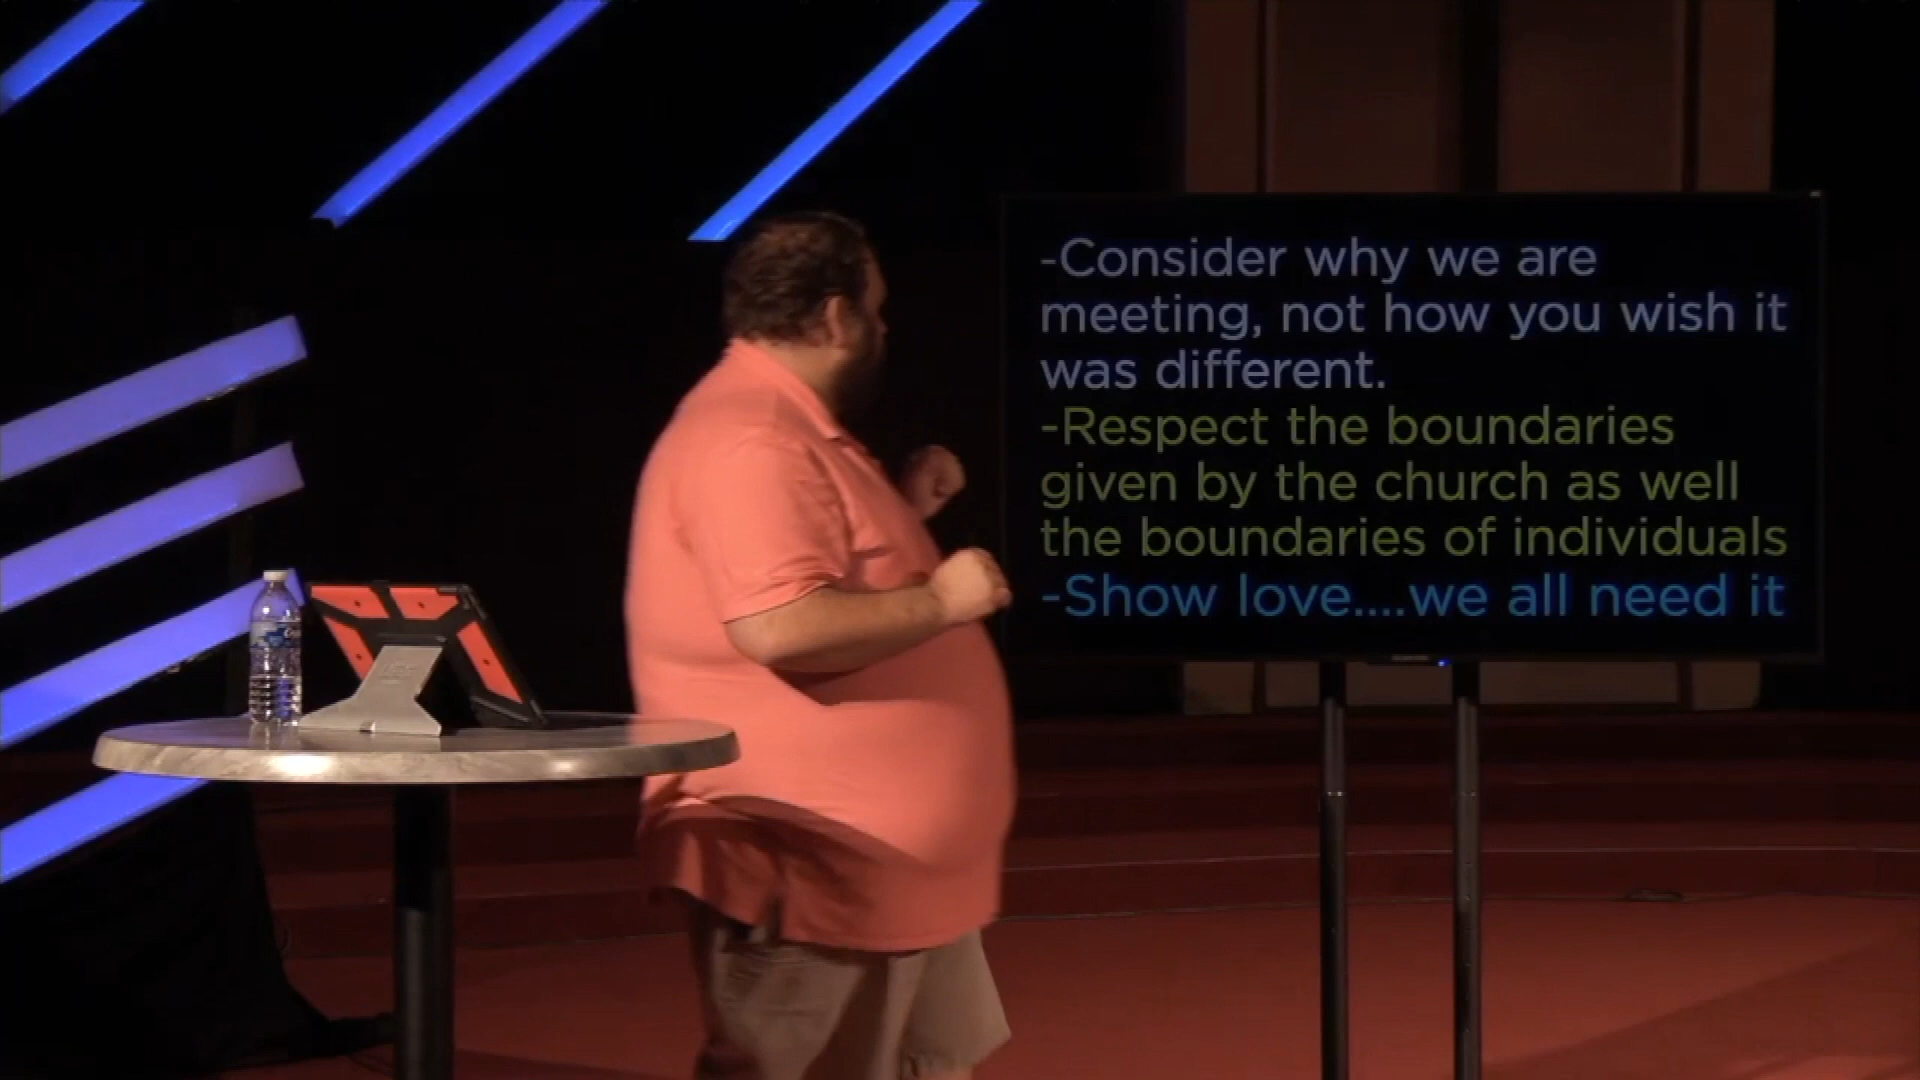 -Consider why we are
meeting, not how you wish it
was different.
-Respect the boundaries
given by the church as well
the boundaries of individuals
-Show love....we all need it